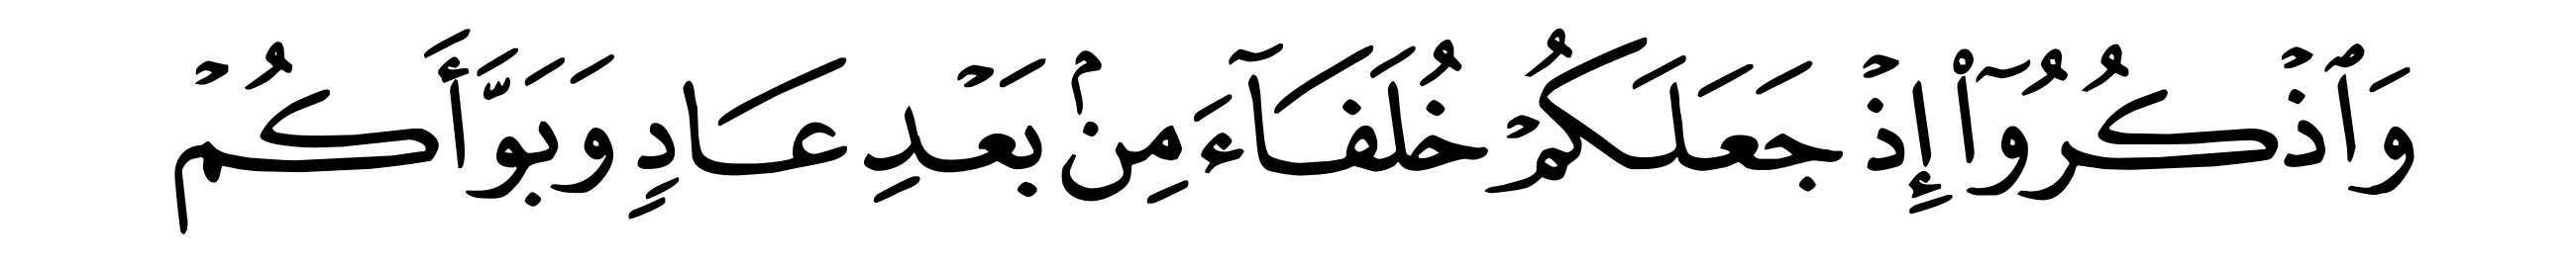 وَٱذۡكُرُوٓاْ إِذۡ جَعَلَكُمۡ خُلَفَآءَ مِنۢ بَعۡدِ عَادٖ وَبَوَّأَكُمۡ